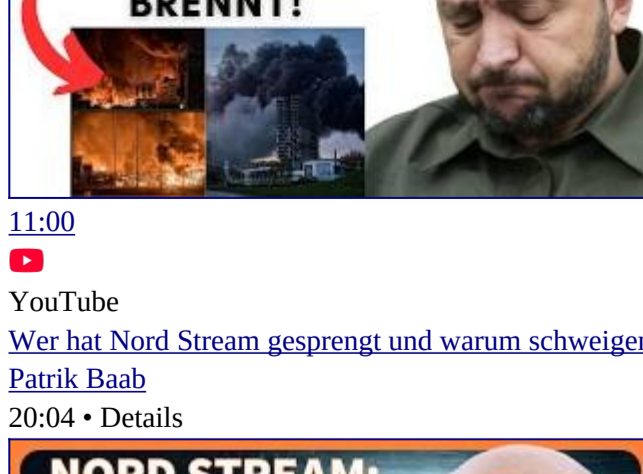 BRENNT!
11:00
YouTube
Wer hat Nord Stream gesprengt und warum schweigen
Patrik Baab
20:04 • Details
NORD STREAM: